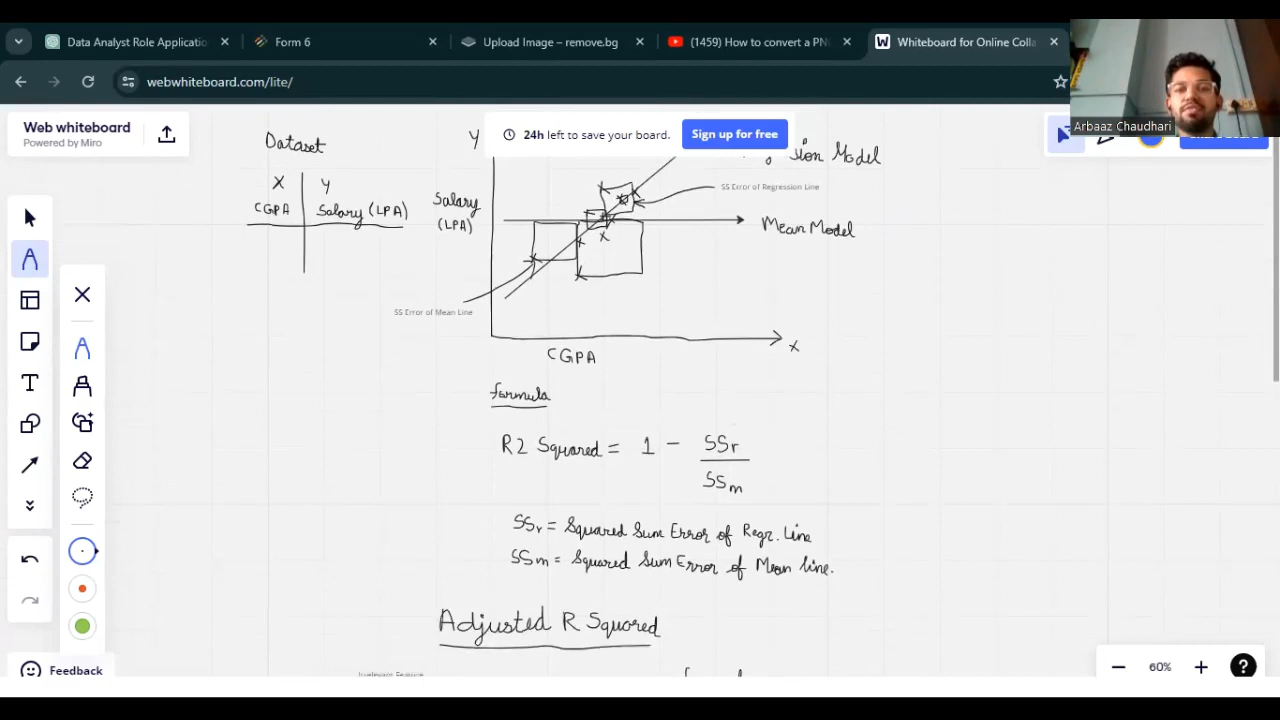 Data Analyst Role Applicatio
Form 6
Upload Image – remove.bg
(1459) How to convert a PN
Whiteboard for Online Colla
webwhiteboard.com/lite/
Arbaaz Chaudhari
Web whiteboard
Powered by Miro
24h left to save your board.
Sign up for free
Dataset
X Y
CGPA Salary (LPA)
Y
Salary
(LPA)
Model
SS Error of Regression Line
Mean Model
SS Error of Mean Line
CGPA
x
formula
R2 Squared = 1 - SSr
SSm
SSr = Squared Sum Error of Regr. Line
SSm = Squared Sum Error of Mean line.
Adjusted R Squared
Feedback
60%